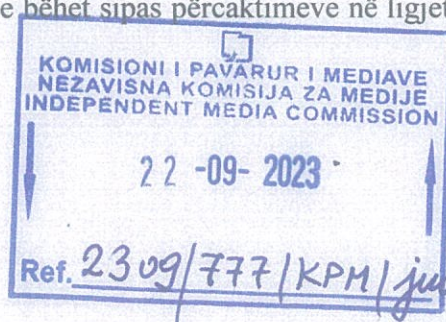 e bëhet sipas përcaktimeve në ligjet
KOMISIONI I PAVARUR I MEDIAVE
NEZAVISNA KOMISIJA ZA MEDIJE
INDEPENDENT MEDIA COMMISSION
22 -09- 2023
Ref. 2309/777/KPM/